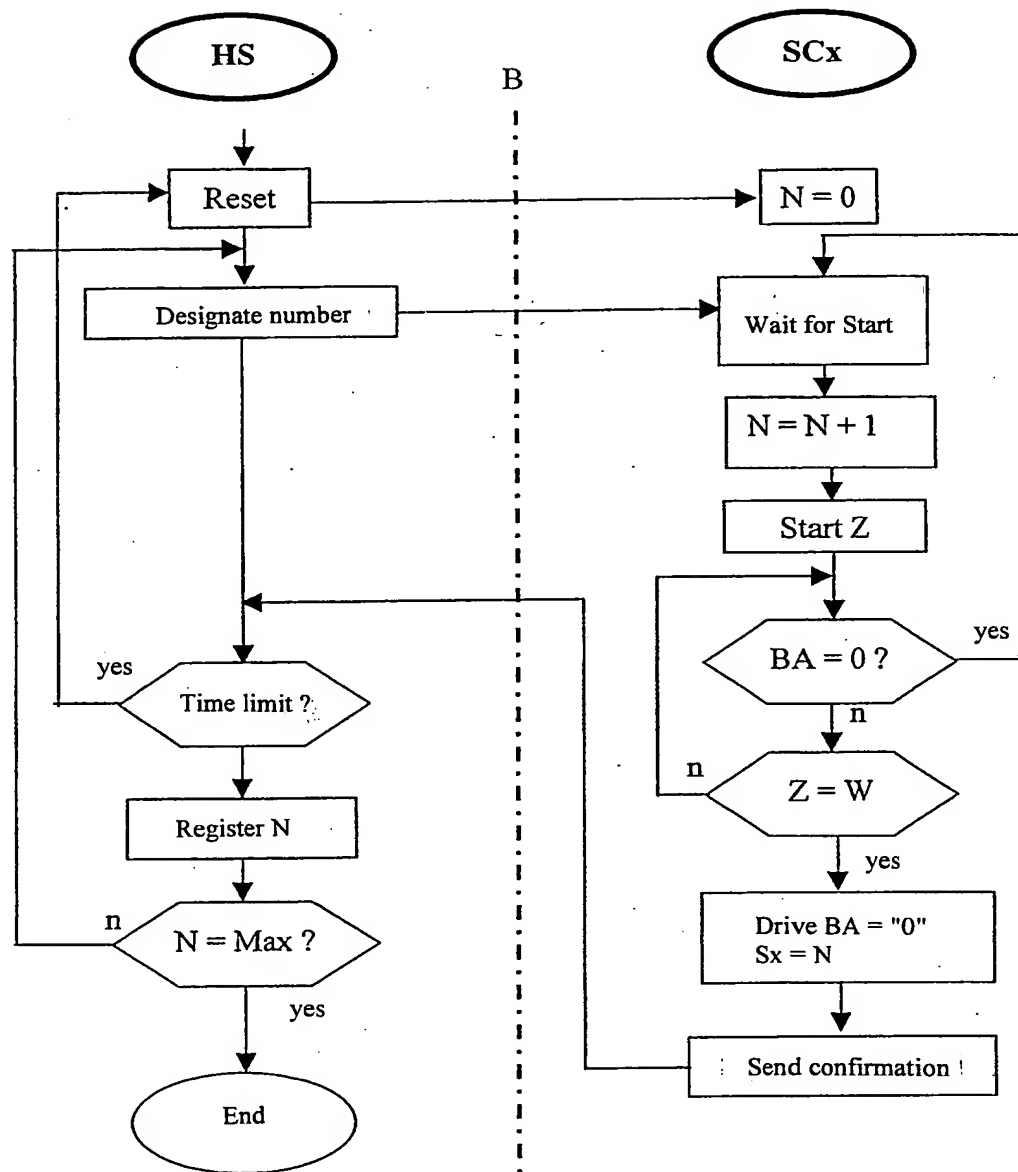 HS
SCx
B
Reset
N = 0
Designate number
Wait for Start
N = N + 1
Start Z
yes
Time limit ?
BA = 0 ?
yes
n
n
Z = W
Register N
yes
n
N = Max ?
Drive BA = "0"
Sx = N
yes
Send confirmation
End